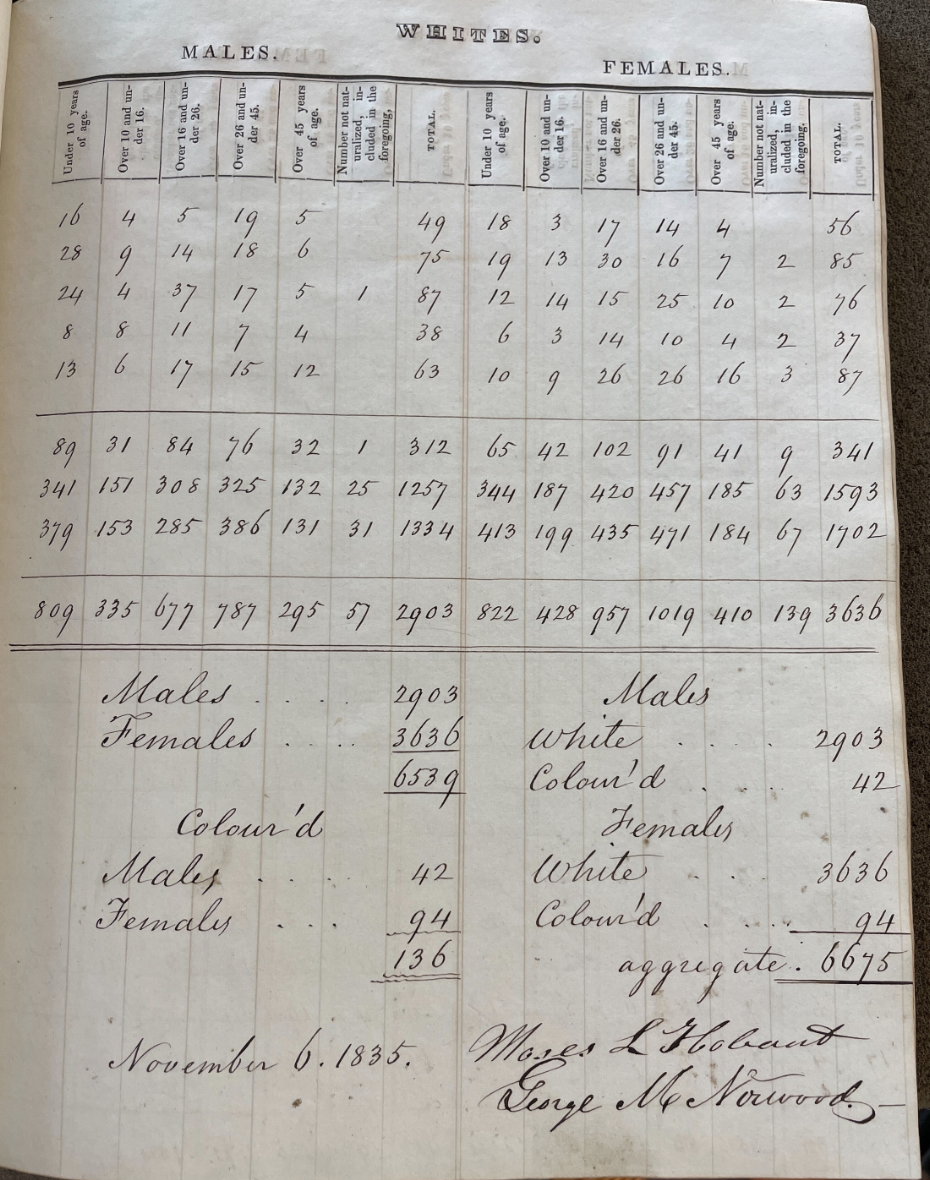 WHITES.
MALES. FEMALES.
Under 10 years of age. Over 10 and under 16. Over 16 and under 26. Over 26 and under 45. Over 45 years of age. Number not naturalized, included in the foregoing, TOTAL Under 10 years of age. Over 10 and under 16. Over 16 and under 26. Over 26 and under 45. Over 45 years of age. Number not naturalized, included in the foregoing. TOTAL
16 4 5 19 5 49 18 3 17 14 4 56
28 9 14 18 6 75 19 13 30 16 7 2 85
24 4 37 17 5 1 87 12 14 15 25 10 2 76
8 8 11 7 4 38 6 3 14 10 4 2 37
13 6 17 15 12 63 10 9 26 26 16 3 87
89 31 84 76 32 1 312 65 42 102 91 41 9 341
341 151 308 325 132 25 1257 344 187 420 457 185 63 1593
379 153 285 386 131 31 1334 413 199 435 471 184 67 1702
809 335 677 787 295 57 2903 822 428 957 1019 410 139 3636
Males . . . . 2903 Males
Females . . . . 3636 White . . . . 2903
6539 Colour'd . . . 42
Colour'd Females
Males . . . . 42 White . . . 3636
Females . . . 94 Colour'd . . . . 94
136 aggregate . 6675
November 6. 1835. Moses L Hobart
George M Norwood.